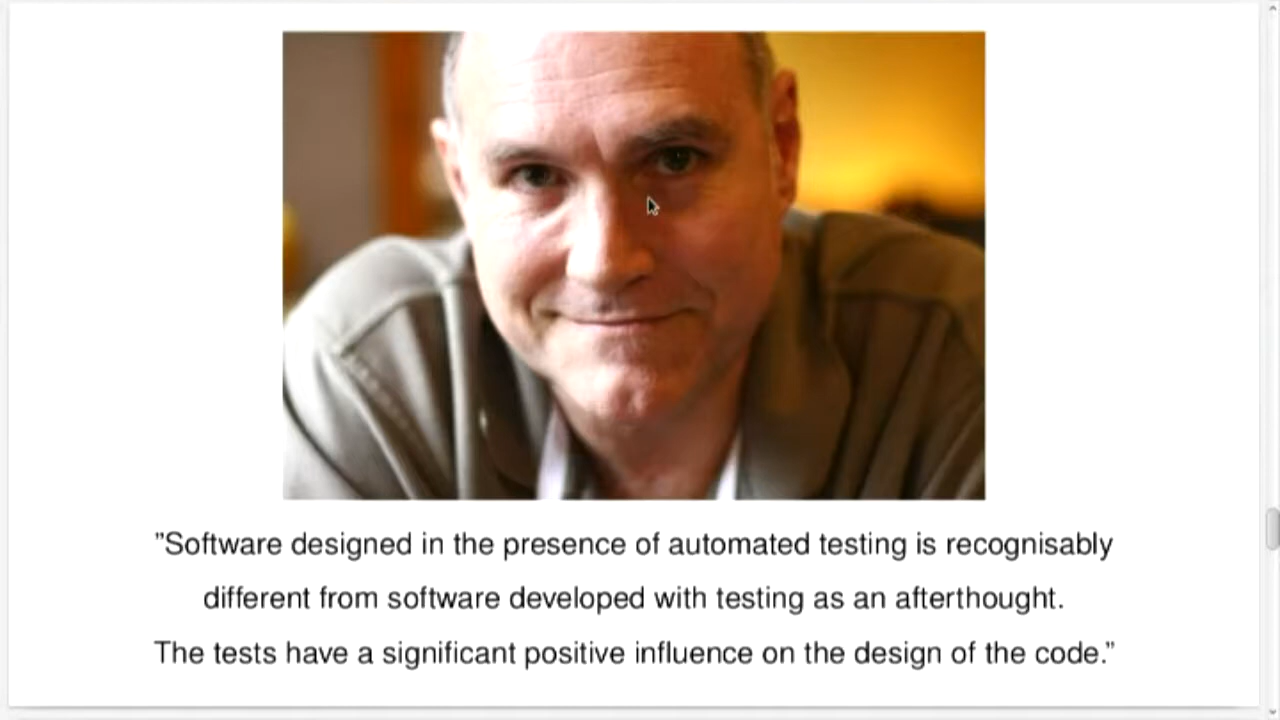 ”Software designed in the presence of automated testing is recognisably
different from software developed with testing as an afterthought.
The tests have a significant positive influence on the design of the code.”